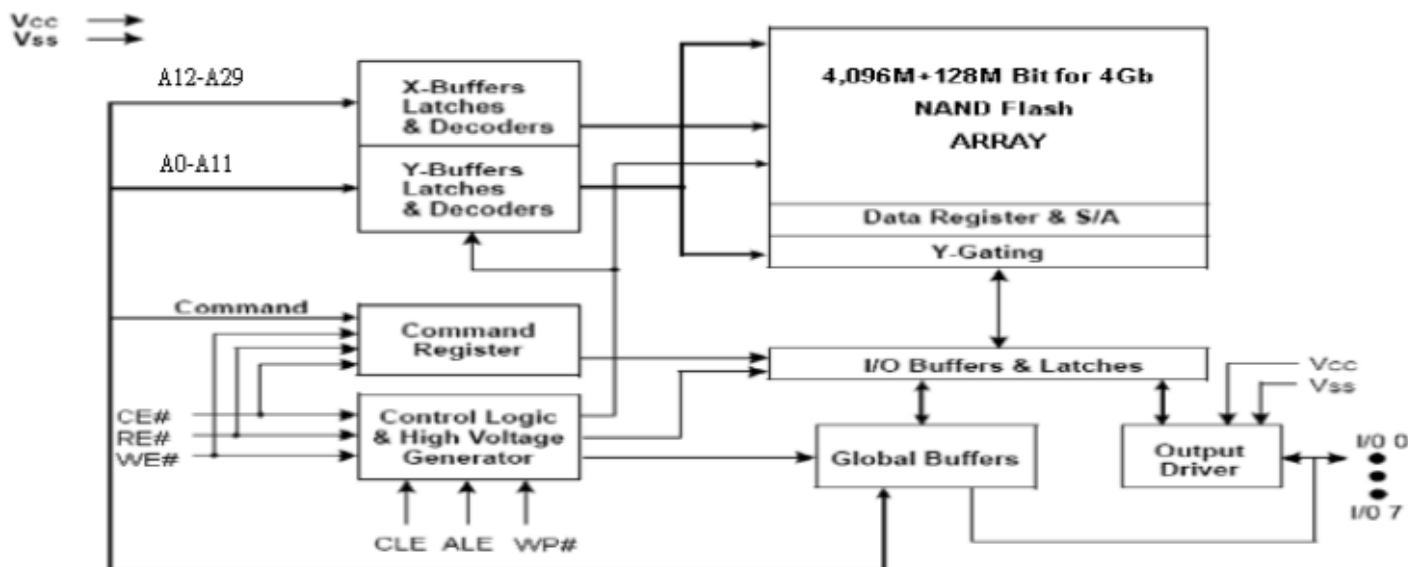 Vcc
Vss
A12-A29
X-Buffers
Latches
& Decoders
A0-A11
Y-Buffers
Latches
& Decoders
4,096M+128M Bit for 4Gb
NAND Flash
ARRAY
Data Register & S/A
Y-Gating
Command
Command
Register
I/O Buffers & Latches
Vcc
Vss
CE#
RE#
WE#
Control Logic
& High Voltage
Generator
Global Buffers
Output
Driver
I/0 0
I/0 7
CLE ALE WP#